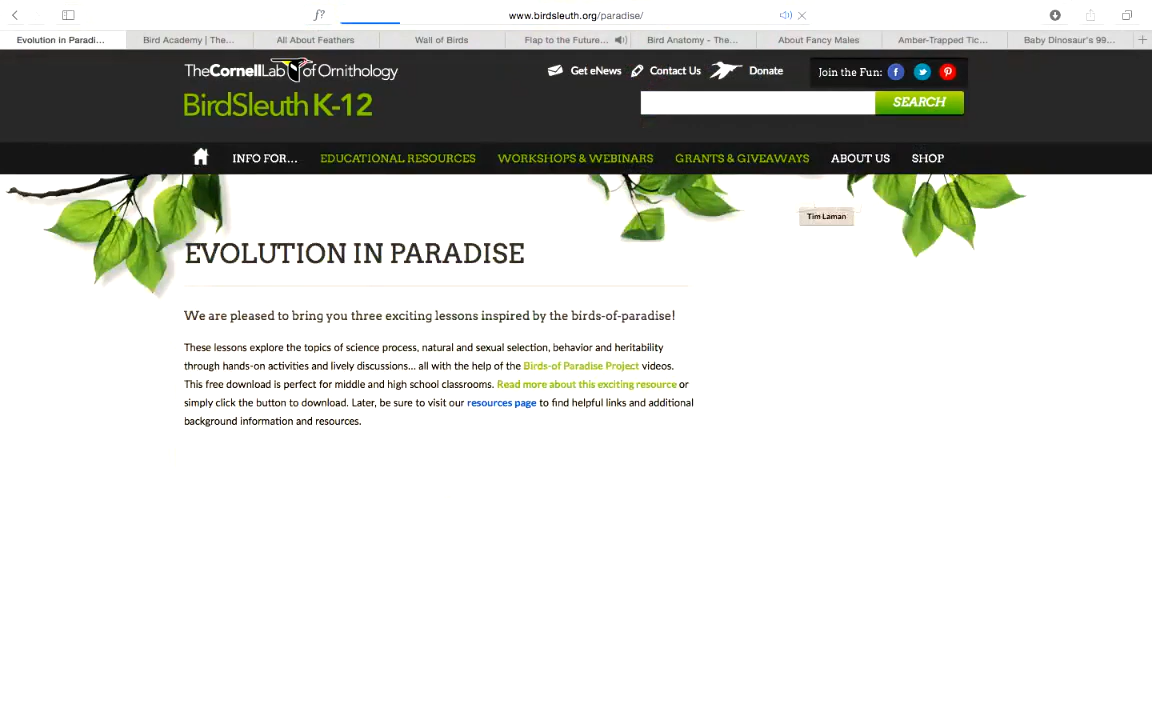 f?
www.birdsleuth.org/paradise/
Evolution in Paradi...
Bird Academy | The...
All About Feathers
Wall of Birds
Flap to the Future...
Bird Anatomy - The...
About Fancy Males
Amber-Trapped Tic...
Baby Dinosaur's 99...
TheCornellLab of Ornithology
Get eNews
Contact Us
Donate
Join the Fun:
BirdSleuth K-12
SEARCH
INFO FOR...
EDUCATIONAL RESOURCES
WORKSHOPS & WEBINARS
GRANTS & GIVEAWAYS
ABOUT US
SHOP
Tim Laman
EVOLUTION IN PARADISE
We are pleased to bring you three exciting lessons inspired by the birds-of-paradise!
These lessons explore the topics of science process, natural and sexual selection, behavior and heritability
through hands-on activities and lively discussions... all with the help of the Birds-of Paradise Project videos.
This free download is perfect for middle and high school classrooms. Read more about this exciting resource or
simply click the button to download. Later, be sure to visit our resources page to find helpful links and additional
background information and resources.